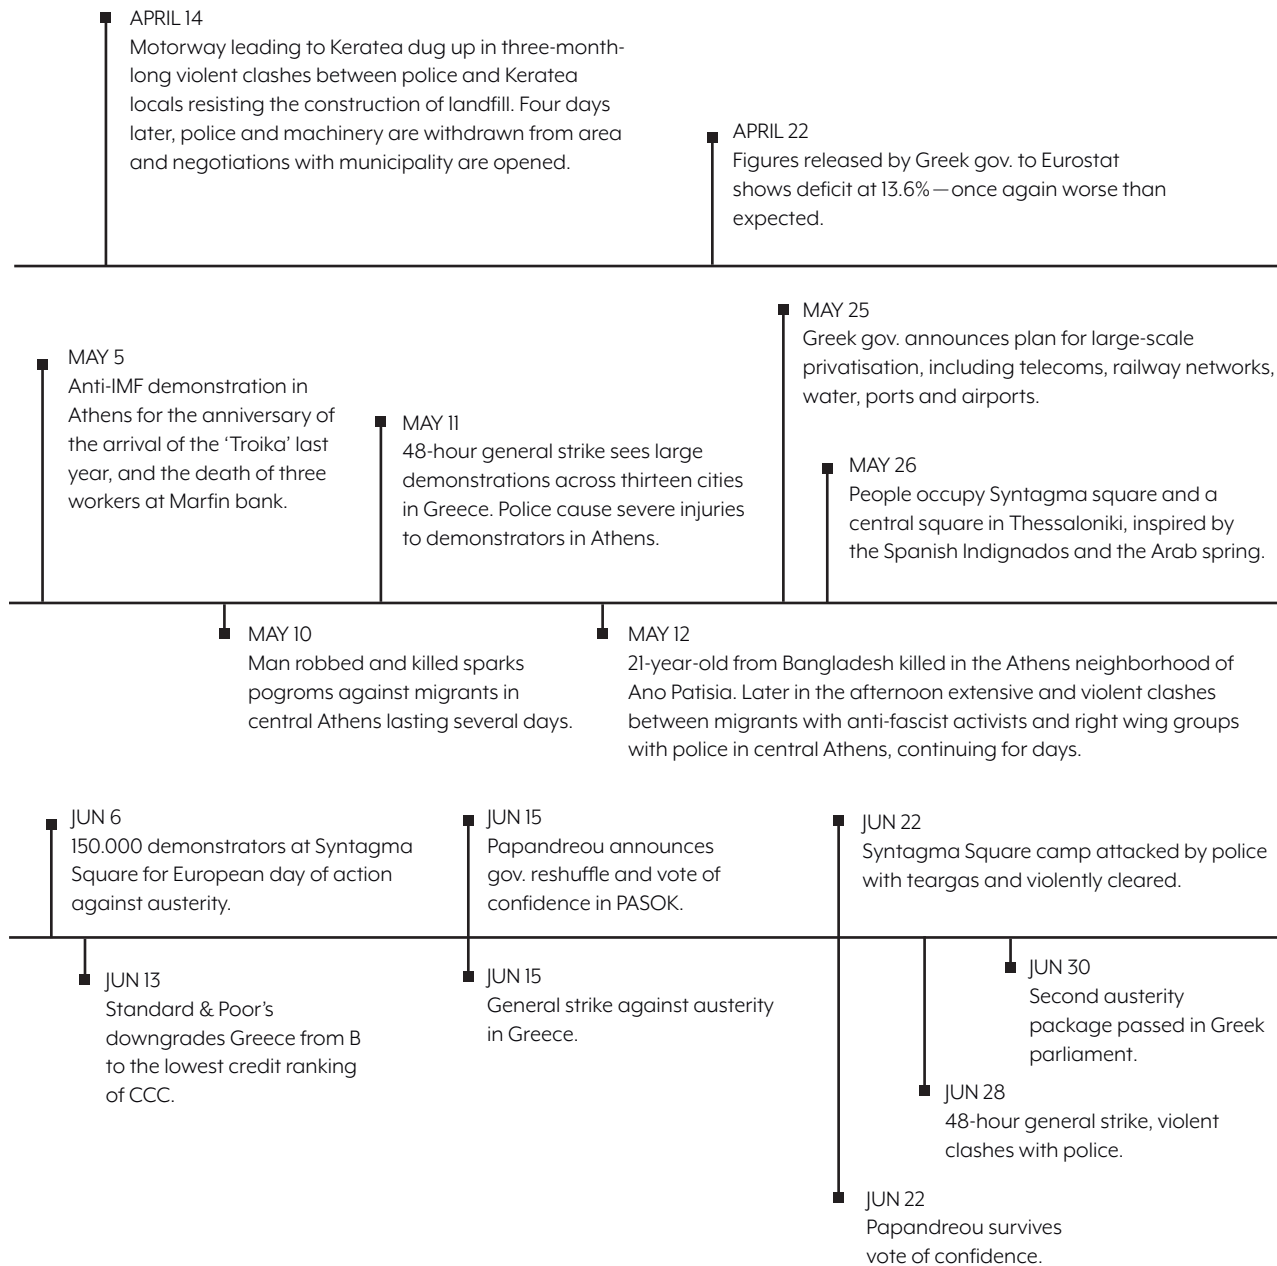 APRIL 14
Motorway leading to Keratea dug up in three-month-
long violent clashes between police and Keratea
locals resisting the construction of landfill. Four days
later, police and machinery are withdrawn from area
and negotiations with municipality are opened.
APRIL 22
Figures released by Greek gov. to Eurostat
shows deficit at 13.6%—once again worse than
expected.
MAY 5
Anti-IMF demonstration in
Athens for the anniversary of
the arrival of the ‘Troika’ last
year, and the death of three
workers at Marfin bank.
MAY 11
48-hour general strike sees large
demonstrations across thirteen cities
in Greece. Police cause severe injuries
to demonstrators in Athens.
MAY 25
Greek gov. announces plan for large-scale
privatisation, including telecoms, railway networks,
water, ports and airports.
MAY 26
People occupy Syntagma square and a
central square in Thessaloniki, inspired by
the Spanish Indignados and the Arab spring.
MAY 10
Man robbed and killed sparks
pogroms against migrants in
central Athens lasting several days.
MAY 12
21-year-old from Bangladesh killed in the Athens neighborhood of
Ano Patisia. Later in the afternoon extensive and violent clashes
between migrants with anti-fascist activists and right wing groups
with police in central Athens, continuing for days.
JUN 6
150.000 demonstrators at Syntagma
Square for European day of action
against austerity.
JUN 15
Papandreou announces
gov. reshuffle and vote of
confidence in PASOK.
JUN 22
Syntagma Square camp attacked by police
with teargas and violently cleared.
JUN 13
Standard & Poor’s
downgrades Greece from B
to the lowest credit ranking
of CCC.
JUN 15
General strike against austerity
in Greece.
JUN 30
Second austerity
package passed in Greek
parliament.
JUN 28
48-hour general strike, violent
clashes with police.
JUN 22
Papandreou survives
vote of confidence.